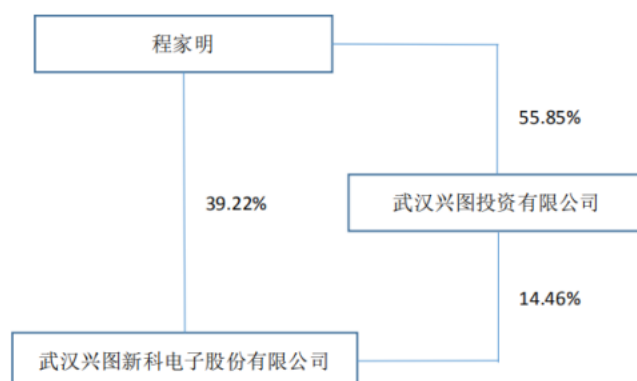 程家明
55.85%
39.22%
武汉兴图投资有限公司
14.46%
武汉兴图新科电子股份有限公司